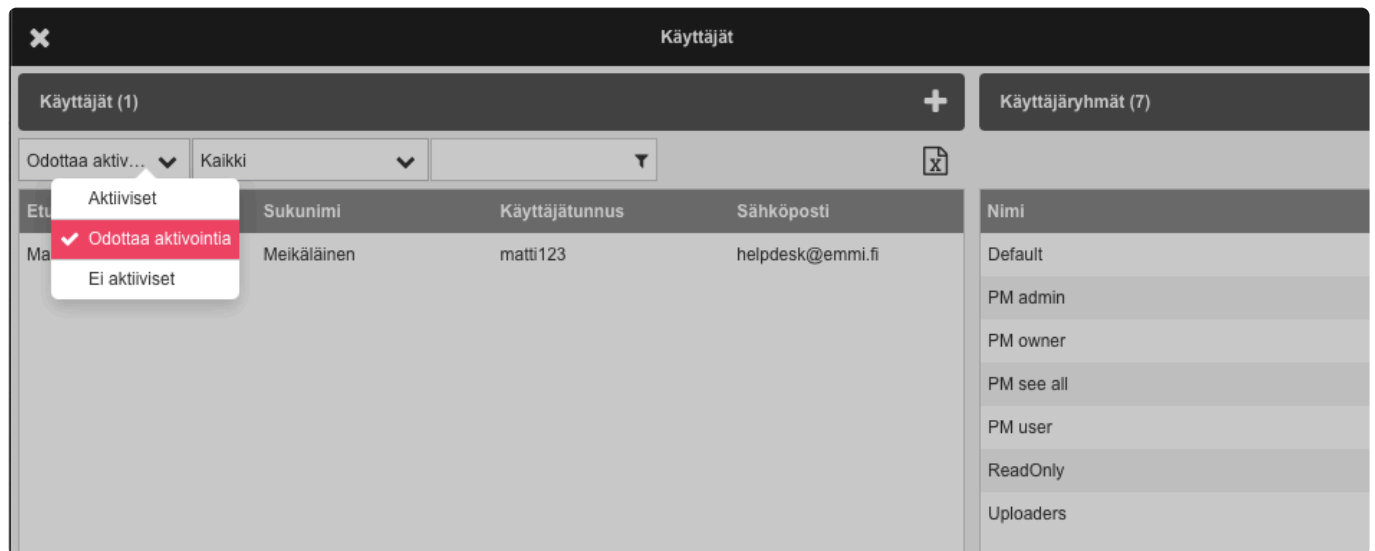 Käyttäjät
Käyttäjät (1)
Käyttäjäryhmät (7)
Odottaa aktiv... Kaikki
Aktiiviset
Odottaa aktivointia
Ei aktiiviset
Sukunimi Käyttäjätunnus Sähköposti
Meikäläinen matti123 helpdesk@emmi.fi
Nimi
Default
PM admin
PM owner
PM see all
PM user
ReadOnly
Uploaders